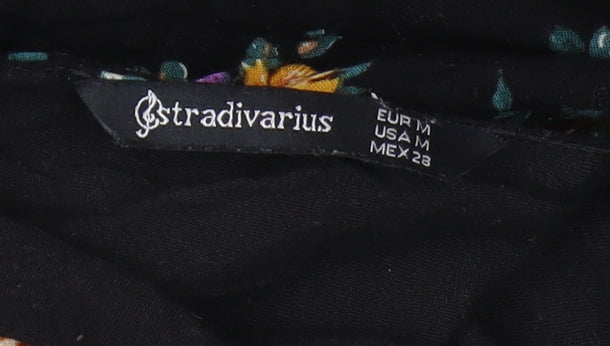 stradivarius
EUR M
USA M
MEX 28